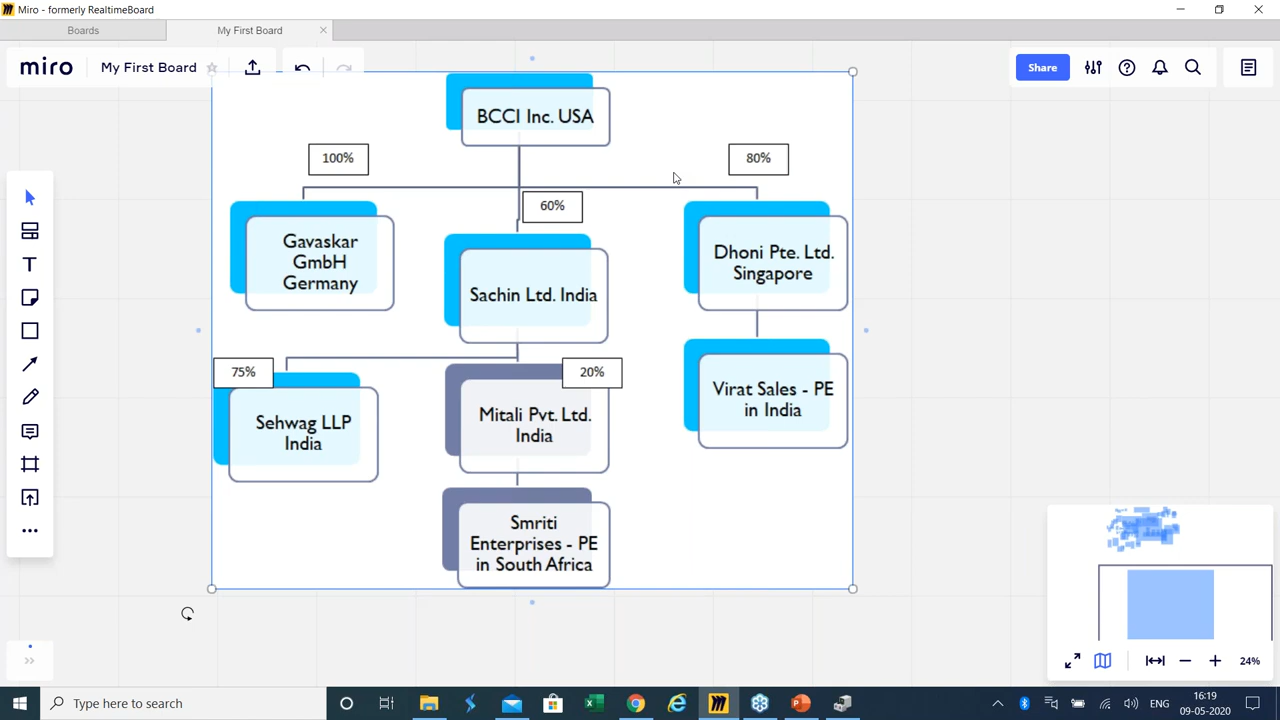 Miro - formerly RealtimeBoard
Boards
My First Board
miro
My First Board
Share
BCCI Inc. USA
100%
80%
60%
Gavaskar
GmbH
Germany
Sachin Ltd. India
Dhoni Pte. Ltd.
Singapore
75%
20%
Sehwag LLP
India
Mitali Pvt. Ltd.
India
Virat Sales - PE
in India
Smriti
Enterprises - PE
in South Africa
24%
Type here to search
ENG
16:19
09-05-2020